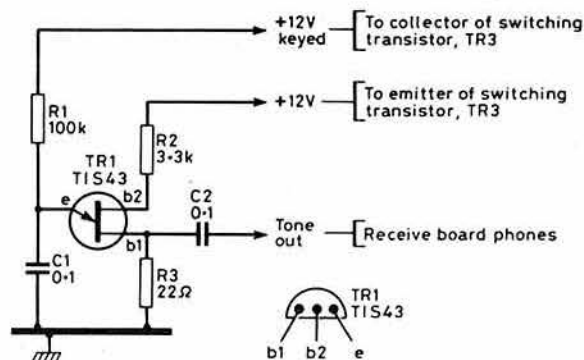 +12V
keyed
To collector of switching
transistor, TR3
+12V
To emitter of switching
transistor, TR3
R1
100k
R2
3·3k
TR1
TIS43
e
b2
b1
C2
0·1
Tone
out
Receive board phones
C1
0·1
R3
22Ω
TR1
TIS43
b1 b2 e